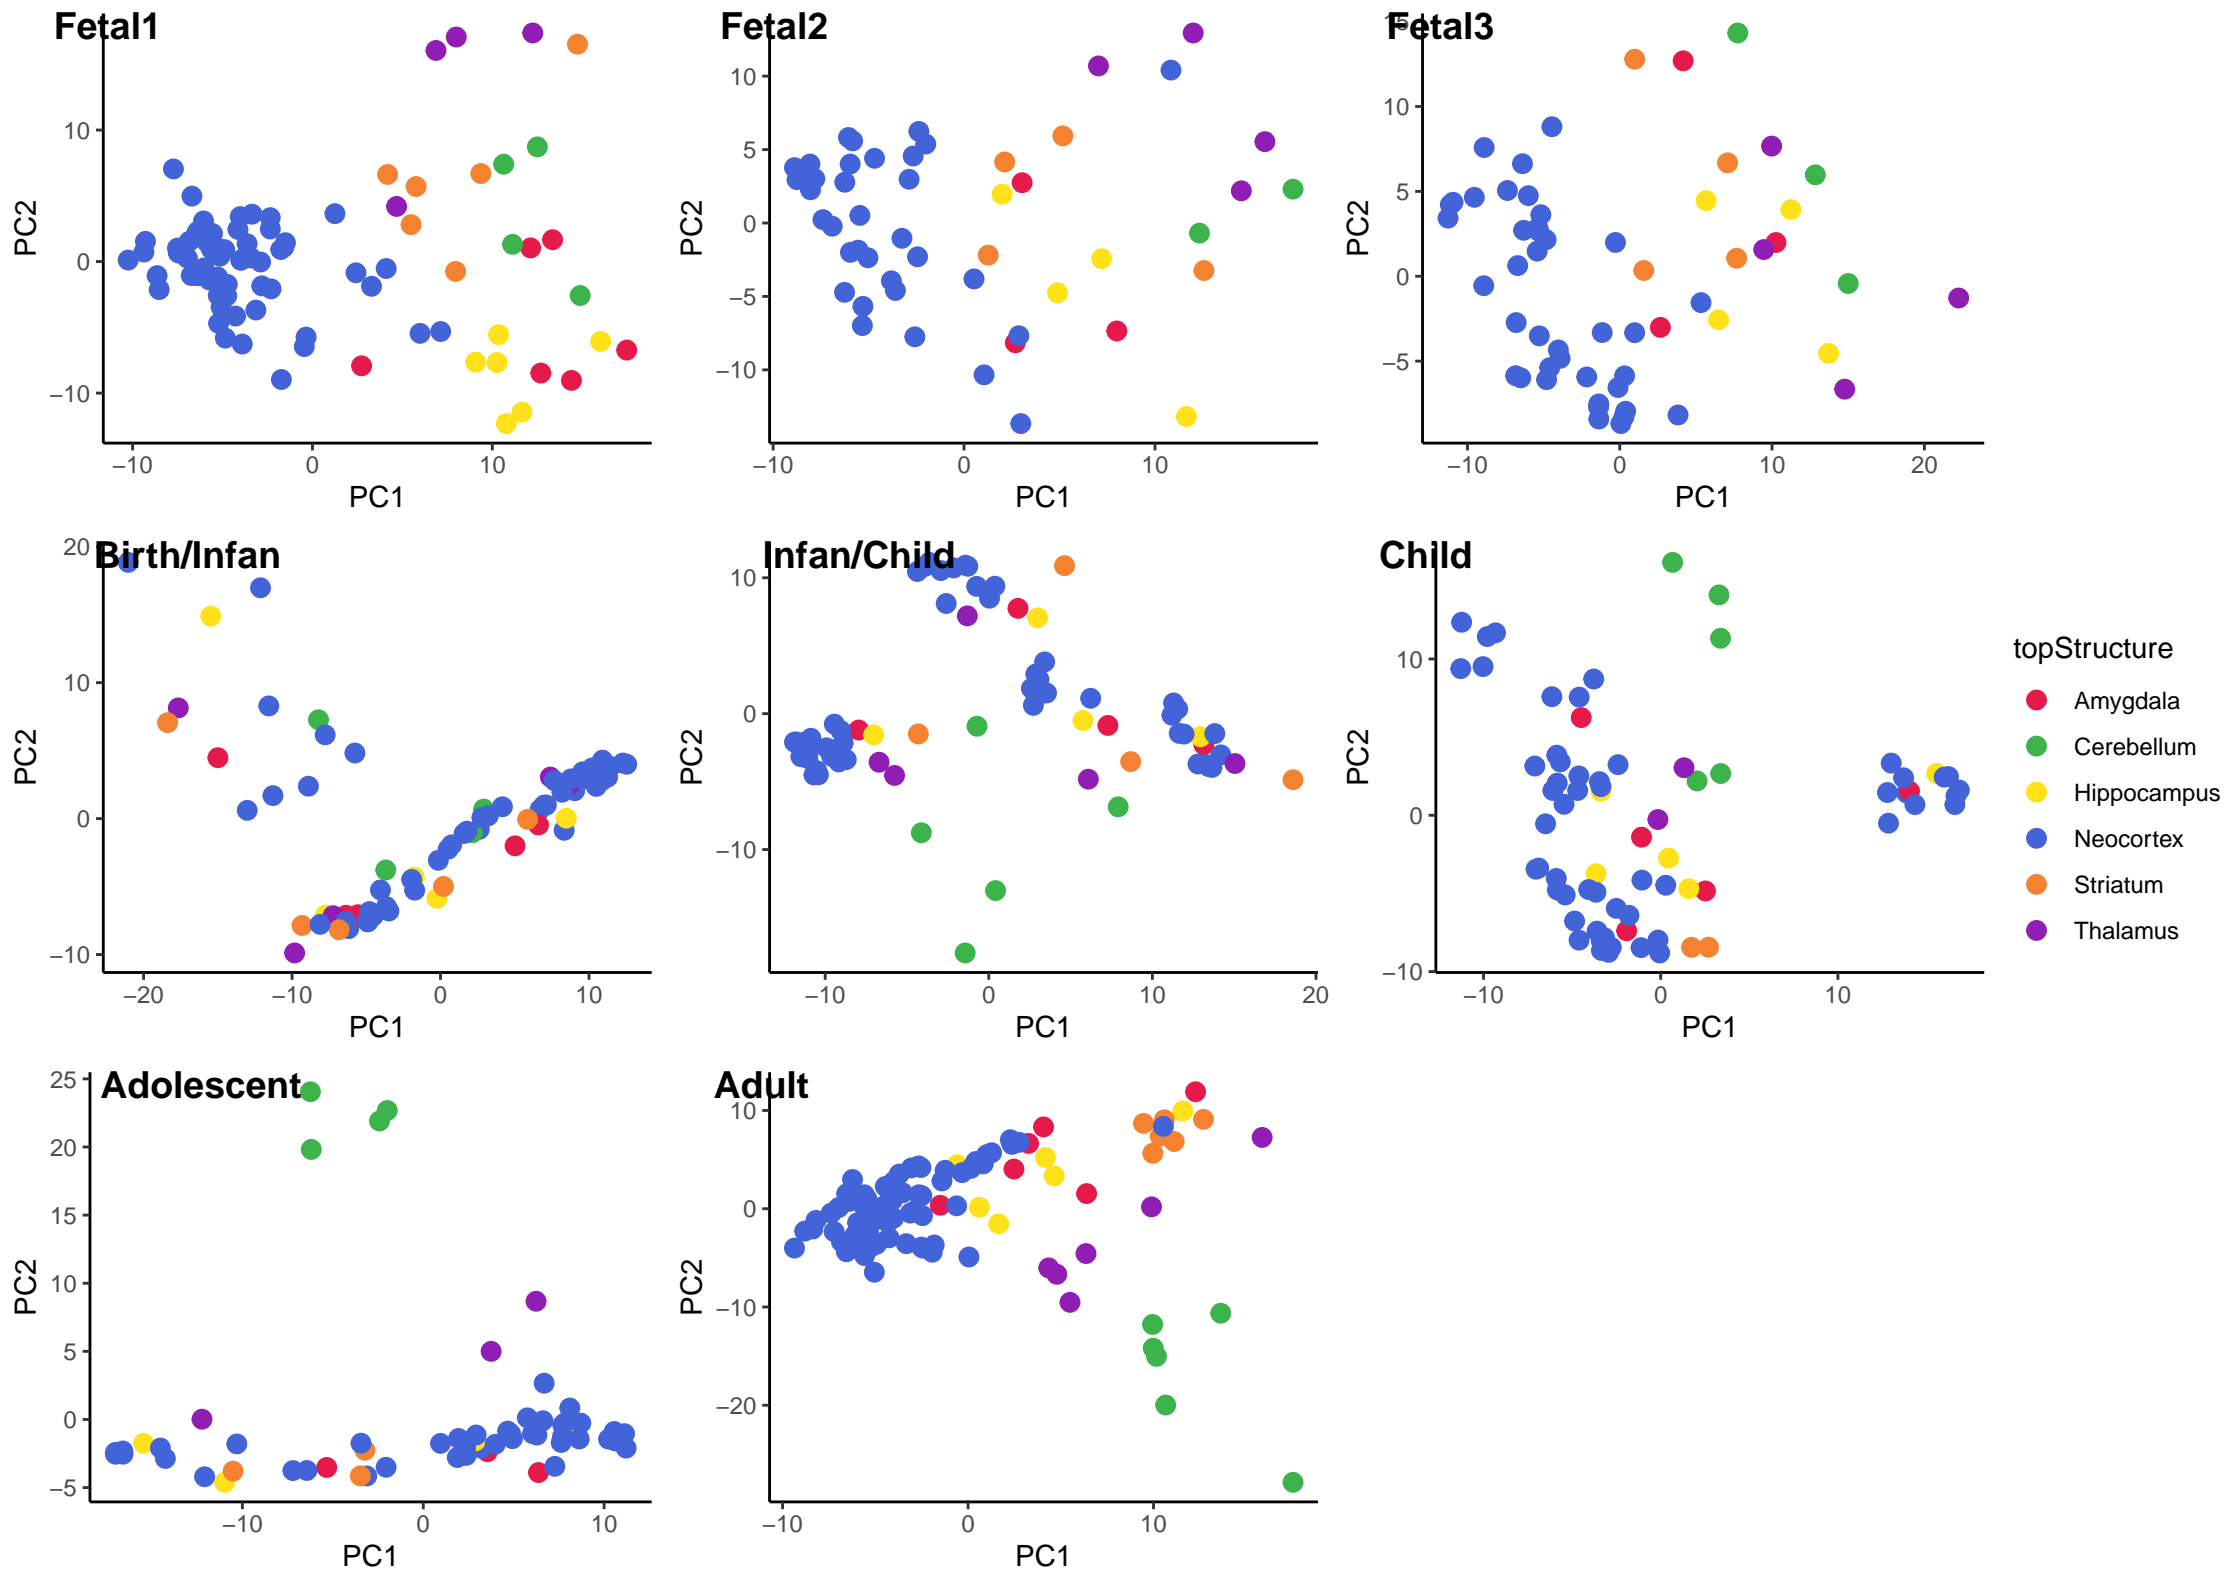 Fetal1
PC2
10
0
−10
−10 0 10
PC1
Fetal2
PC2
10
5
0
−5
−10
−10 0 10
PC1
Fetal3
PC2
15
10
5
0
−5
−10 0 10 20
PC1
Birth/Infan
PC2
20
10
0
−10
−20 −10 0 10
PC1
Infan/Child
PC2
10
0
−10
−10 0 10 20
PC1
Child
PC2
10
0
−10
−10 0 10
PC1
topStructure
Amygdala
Cerebellum
Hippocampus
Neocortex
Striatum
Thalamus
Adolescent
PC2
25
20
15
10
5
0
−5
−10 0 10
PC1
Adult
PC2
10
0
−10
−20
−10 0 10
PC1